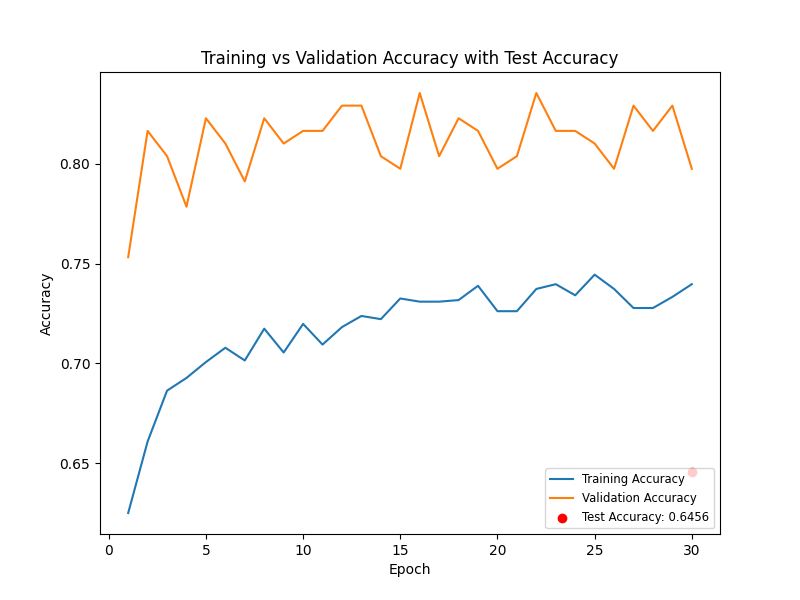 Training vs Validation Accuracy with Test Accuracy
Accuracy
0.80
0.75
0.70
0.65
Training Accuracy
Validation Accuracy
Test Accuracy: 0.6456
0 5 10 15 20 25 30
Epoch